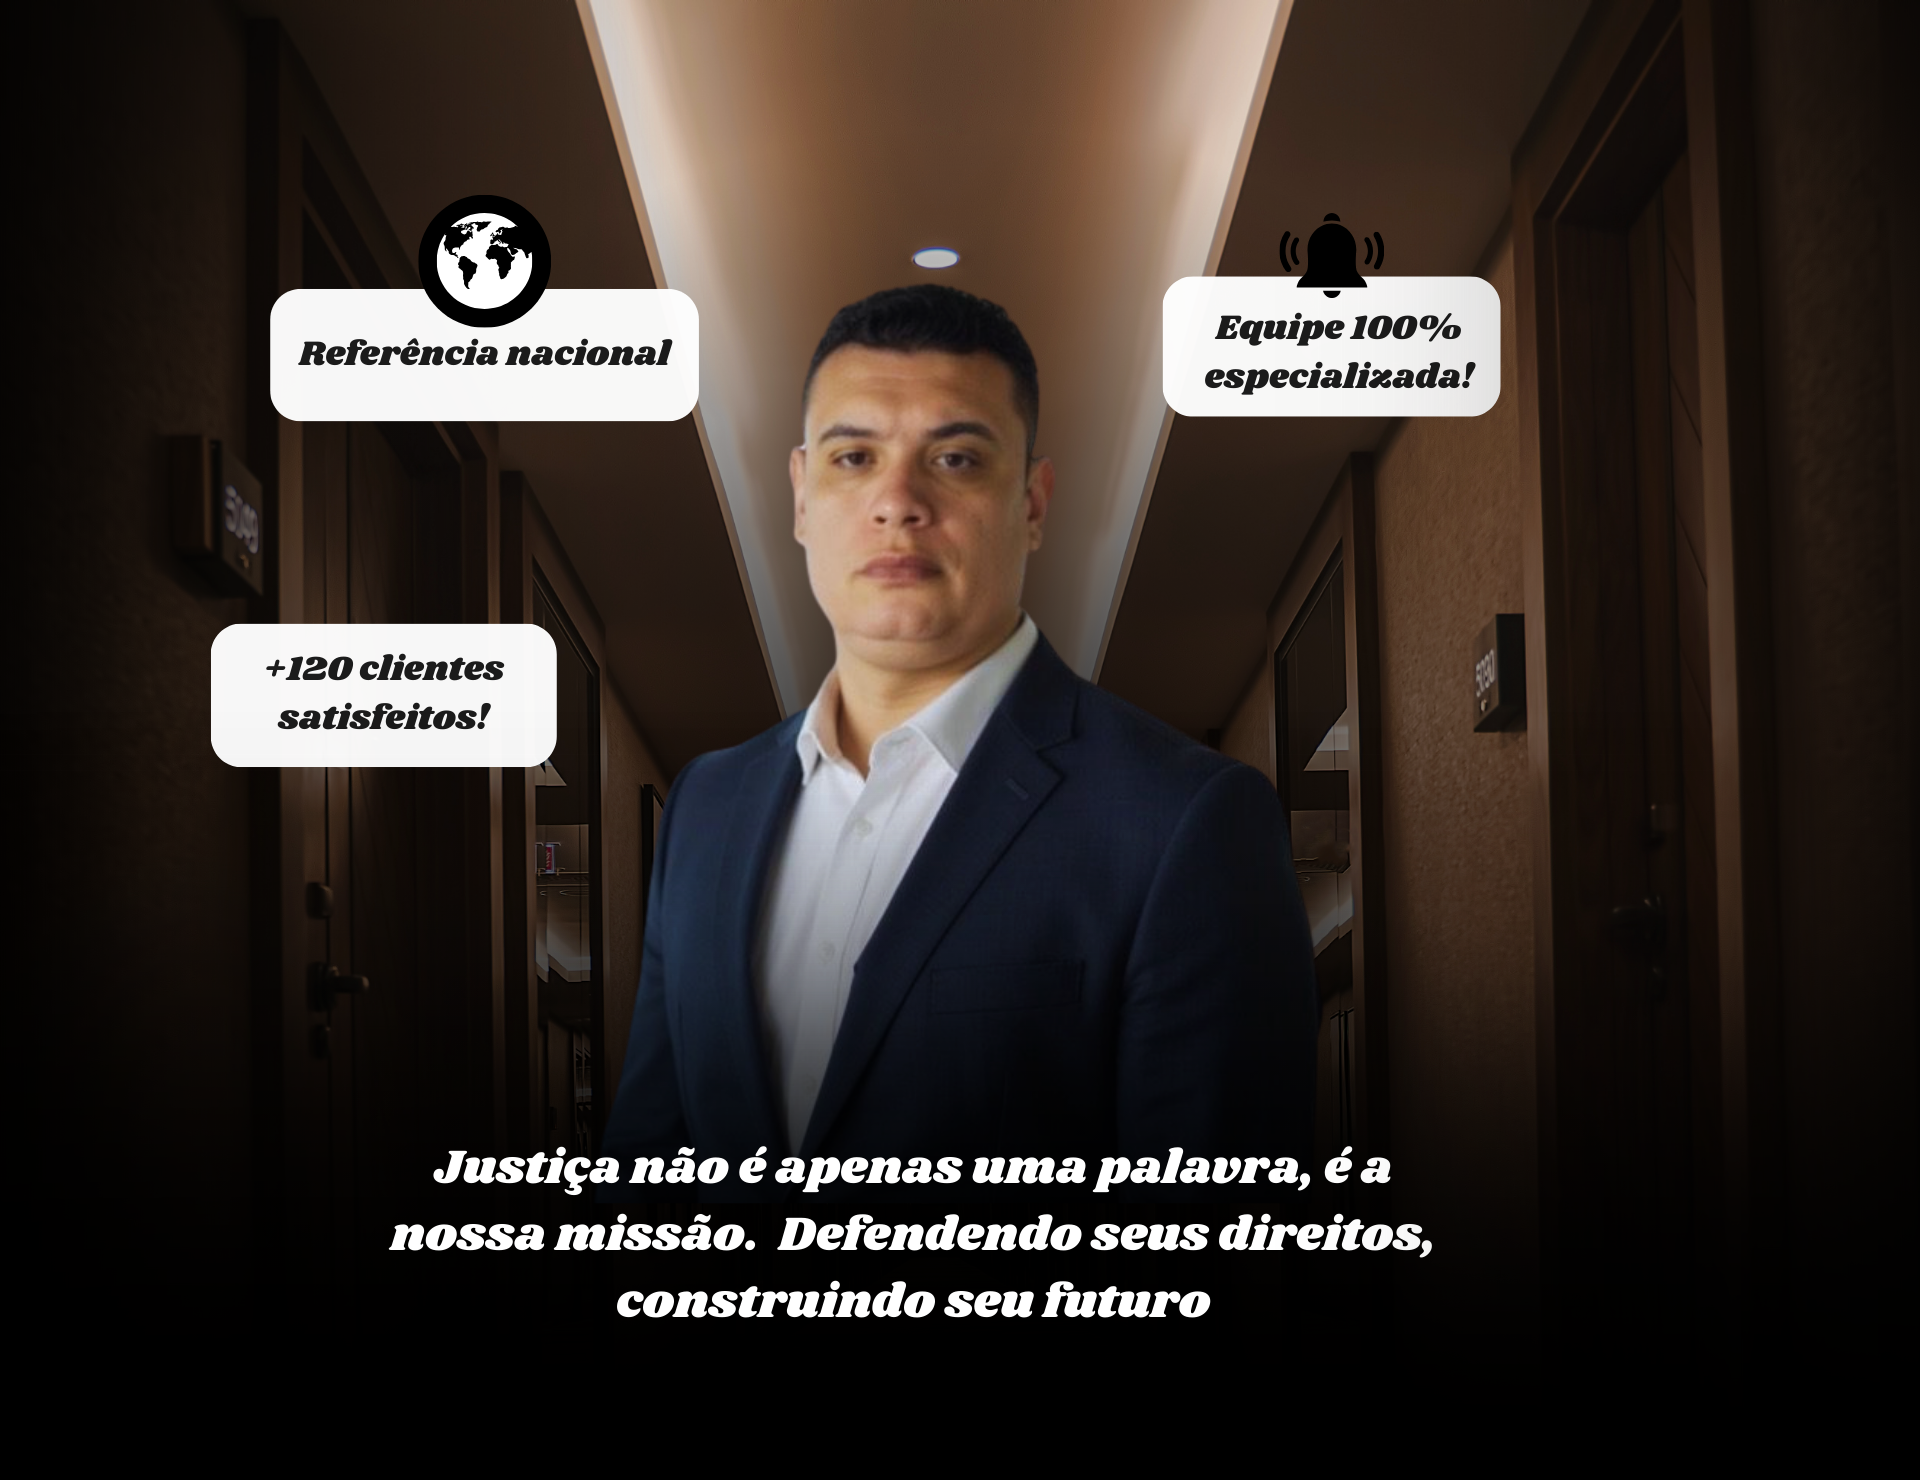 Referência nacional
Equipe 100%
especializada!
+120 clientes
satisfeitos!
Justiça não é apenas uma palavra, é a
nossa missão. Defendendo seus direitos,
construindo seu futuro